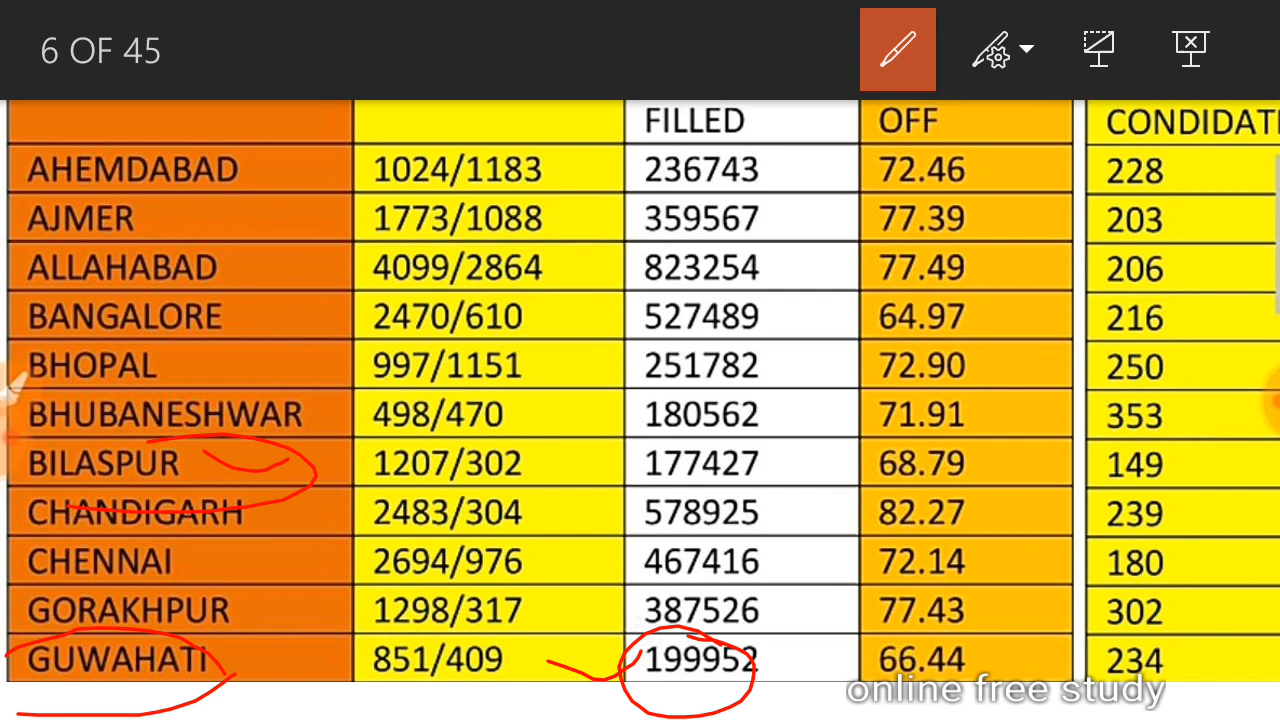 6 OF 45
FILLED OFF CONDIDATI
AHEMDABAD 1024/1183 236743 72.46 228
AJMER 1773/1088 359567 77.39 203
ALLAHABAD 4099/2864 823254 77.49 206
BANGALORE 2470/610 527489 64.97 216
BHOPAL 997/1151 251782 72.90 250
BHUBANESHWAR 498/470 180562 71.91 353
BILASPUR 1207/302 177427 68.79 149
CHANDIGARH 2483/304 578925 82.27 239
CHENNAI 2694/976 467416 72.14 180
GORAKHPUR 1298/317 387526 77.43 302
GUWAHATI 851/409 199952 66.44 234
online free study